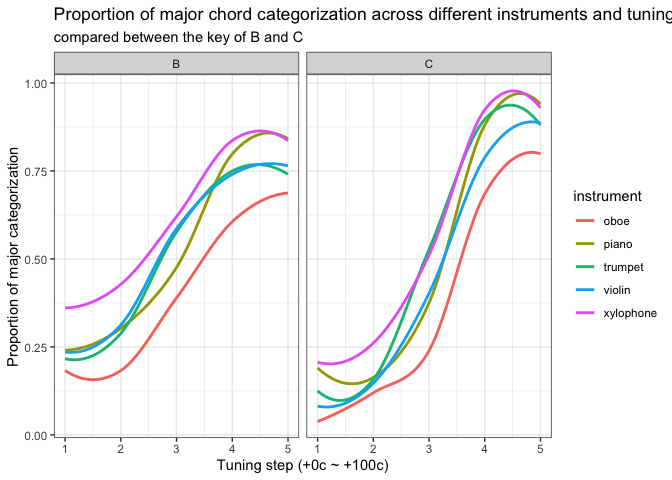 Proportion of major chord categorization across different instruments and tuning
compared between the key of B and C
B
C
1.00
0.75
0.50
0.25
0.00
Proportion of major categorization
1 2 3 4 5
1 2 3 4 5
Tuning step (+0c ~ +100c)
instrument
oboe
piano
trumpet
violin
xylophone